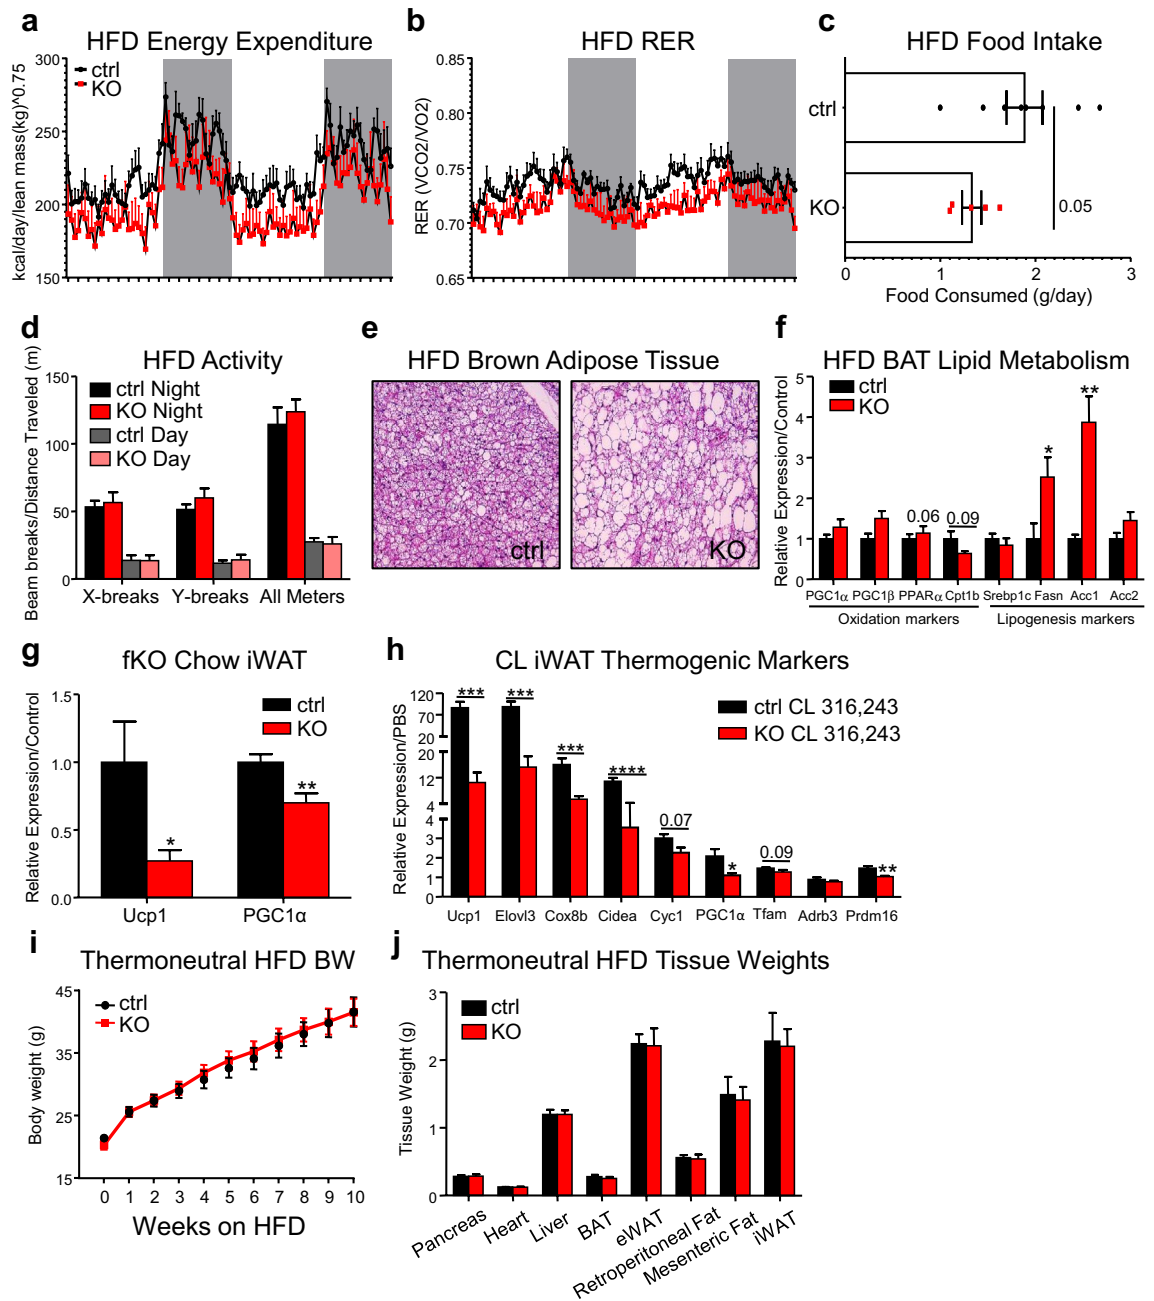 a
HFD Energy Expenditure
kcal/day/lean mass(kg)^0.75
300
250
200
150
ctrl
KO
b
HFD RER
RER (VCO2/VO2)
0.85
0.80
0.75
0.70
0.65
c
HFD Food Intake
ctrl
KO
0.05
0
1
2
3
Food Consumed (g/day)
d
HFD Activity
Beam breaks/Distance Traveled (m)
150
100
50
0
ctrl Night
KO Night
ctrl Day
KO Day
X-breaks
Y-breaks
All Meters
e
HFD Brown Adipose Tissue
ctrl
KO
f
HFD BAT Lipid Metabolism
Relative Expression/Control
5
4
3
2
1
0
ctrl
KO
0.06
0.09
*
**
PGC1α
PGC1β
PPARα
Cpt1b
Srebp1c
Fasn
Acc1
Acc2
Oxidation markers
Lipogenesis markers
g
fKO Chow iWAT
Relative Expression/Control
1.5
1.0
0.5
0.0
ctrl
KO
*
**
Ucp1
PGC1α
h
CL iWAT Thermogenic Markers
Relative Expression/PBS
120
70
20
20
12
4
4
3
2
1
0
ctrl CL 316,243
KO CL 316,243
***
***
***
****
0.07
*
0.09
**
Ucp1
Elovl3
Cox8b
Cidea
Cyc1
PGC1α
Tfam
Adrb3
Prdm16
i
Thermoneutral HFD BW
Body weight (g)
45
35
25
15
ctrl
KO
0
1
2
3
4
5
6
7
8
9
10
Weeks on HFD
j
Thermoneutral HFD Tissue Weights
Tissue Weight (g)
3
2
1
0
ctrl
KO
Pancreas
Heart
Liver
BAT
eWAT
Retroperitoneal Fat
Mesenteric Fat
iWAT